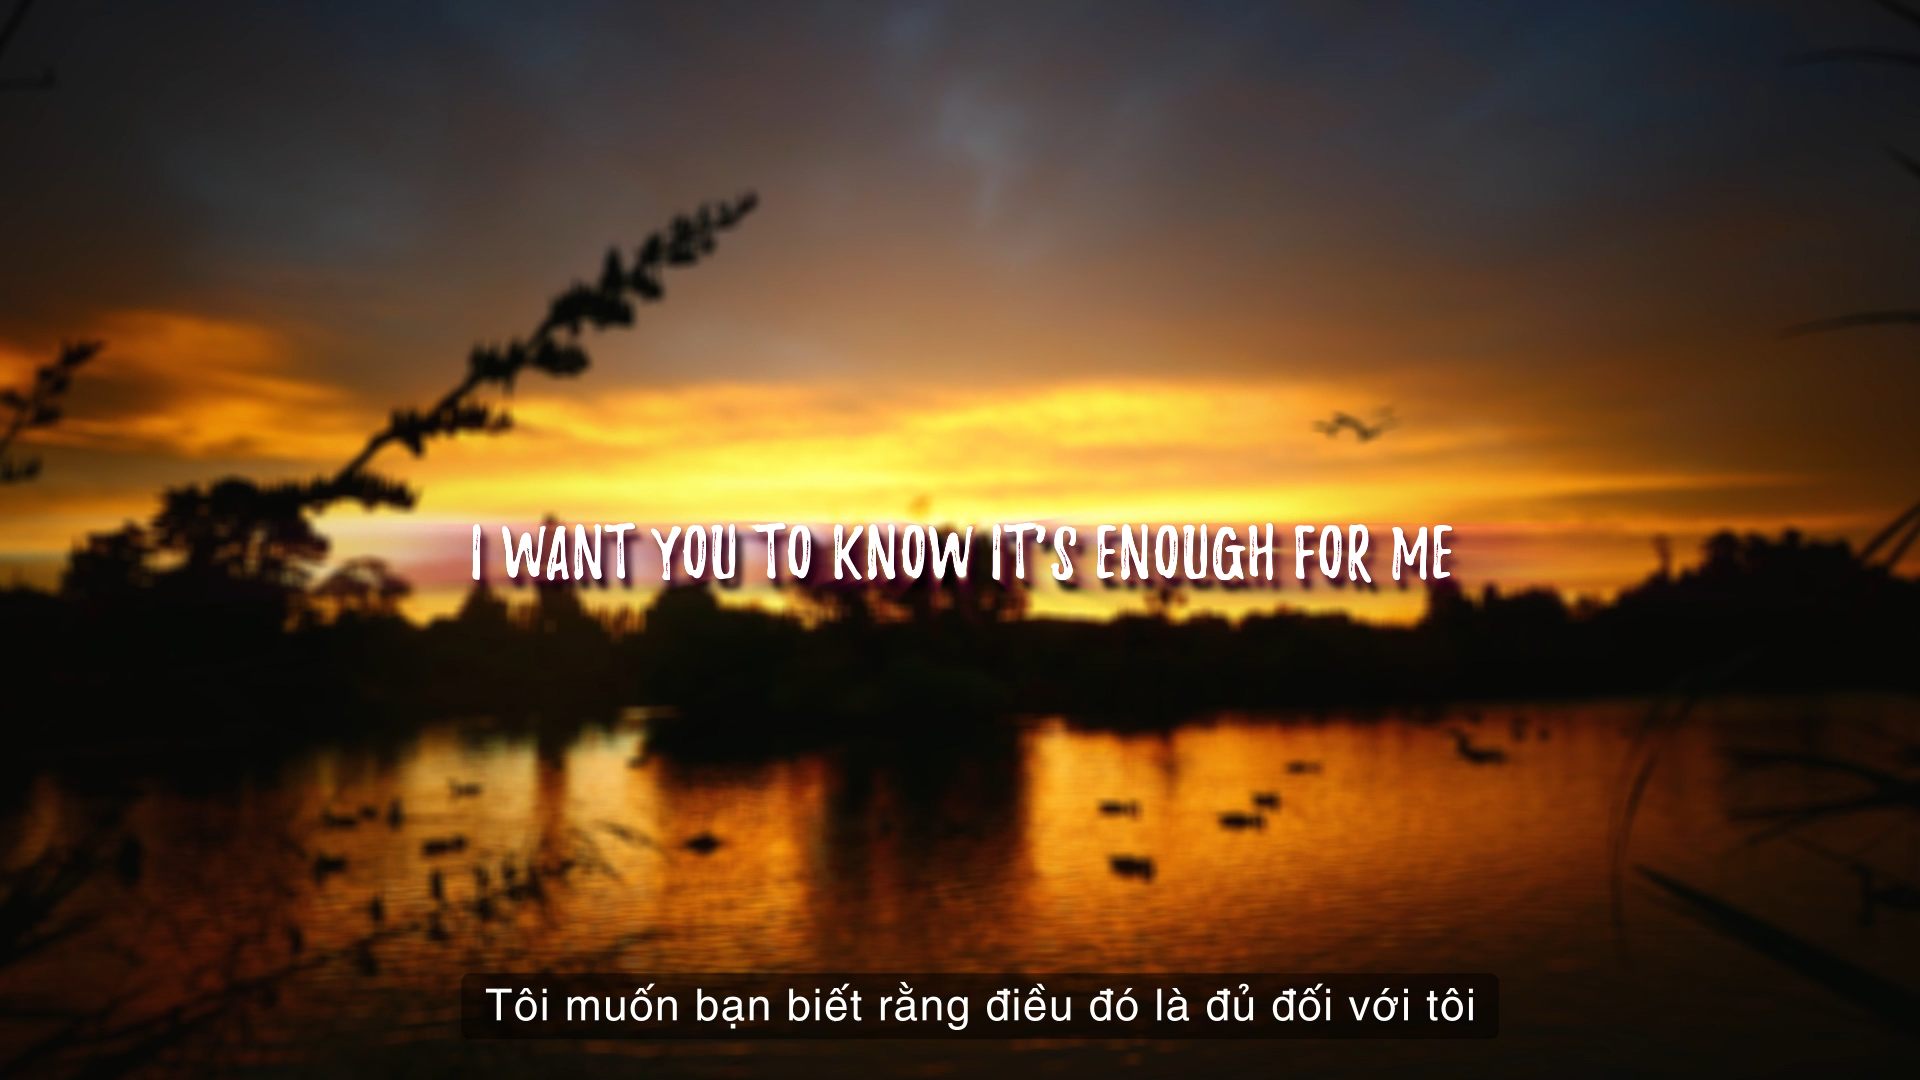 I WANT YOU TO KNOW IT'S ENOUGH FOR ME
Tôi muốn bạn biết rằng điều đó là đủ đối với tôi